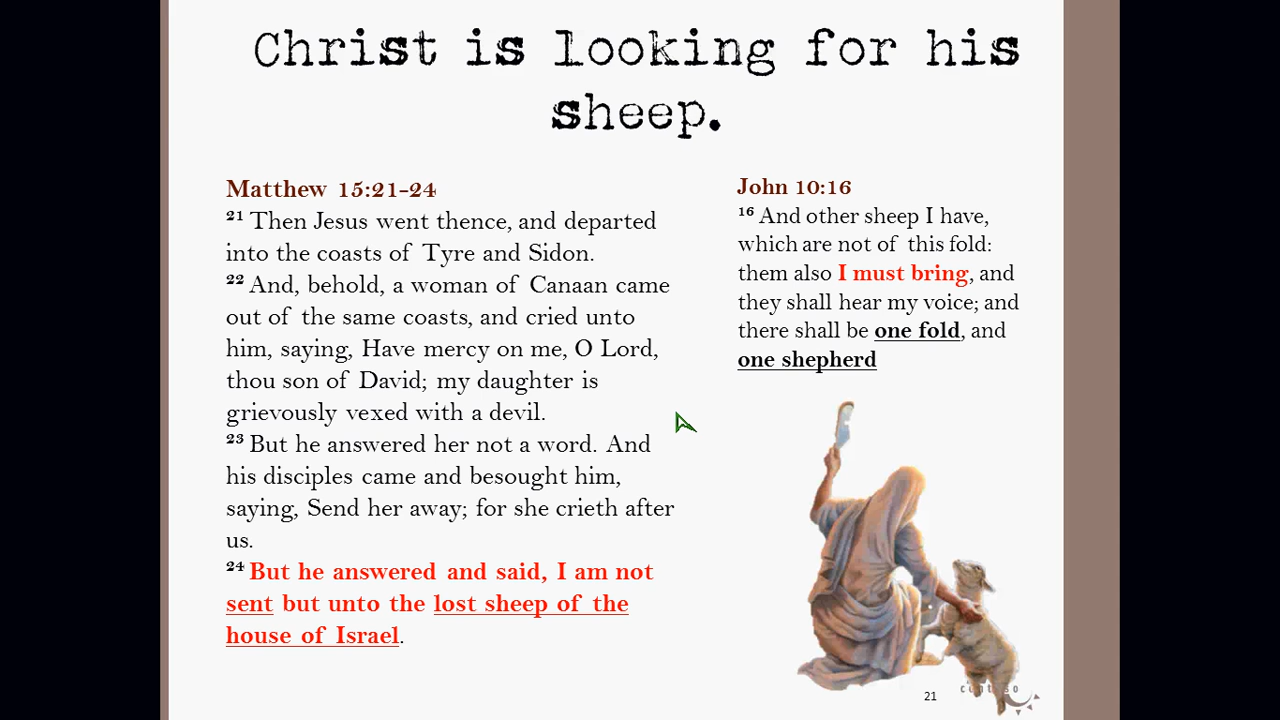 Christ is looking for his
sheep.
Matthew 15:21-24
21 Then Jesus went thence, and departed
into the coasts of Tyre and Sidon.
22 And, behold, a woman of Canaan came
out of the same coasts, and cried unto
him, saying, Have mercy on me, O Lord,
thou son of David; my daughter is
grievously vexed with a devil.
23 But he answered her not a word. And
his disciples came and besought him,
saying, Send her away; for she crieth after
us.
24 But he answered and said, I am not
sent but unto the lost sheep of the
house of Israel.
John 10:16
16 And other sheep I have,
which are not of this fold:
them also I must bring, and
they shall hear my voice; and
there shall be one fold, and
one shepherd
21